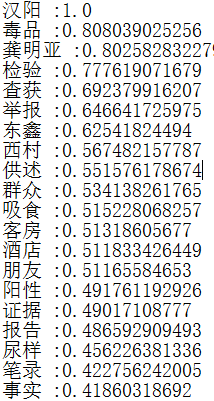 汉阳 :1.0
毒品 :0.808039025256
龚明亚 :0.802582832279
检验 :0.777619071679
查获 :0.692379916207
举报 :0.646641725975
东鑫 :0.62541824494
西村 :0.567482157787
供述 :0.551576178674
群众 :0.534138261765
吸食 :0.515228068257
客房 :0.51318605677
酒店 :0.511833426449
朋友 :0.51165584653
阳性 :0.491761192926
证据 :0.49017108777
报告 :0.486592909493
尿样 :0.456226381336
笔录 :0.422756242005
事实 :0.41860318692